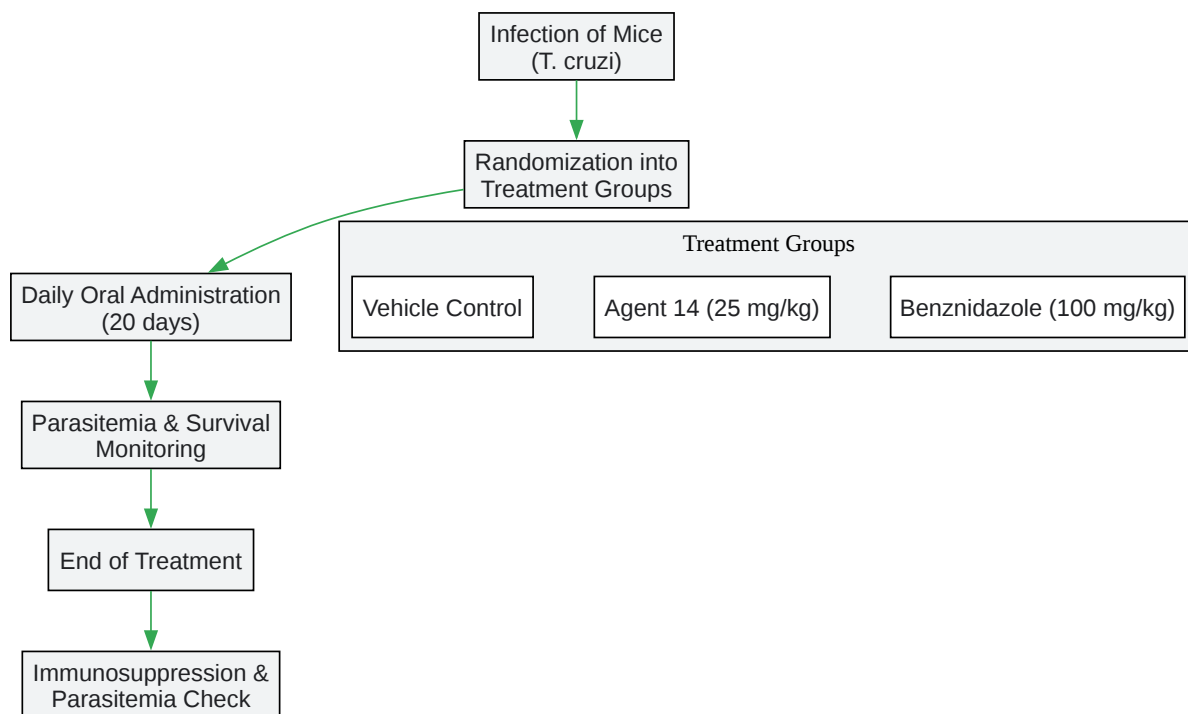 Infection of Mice
(T. cruzi)
Randomization into
Treatment Groups
Treatment Groups
Vehicle Control
Agent 14 (25 mg/kg)
Benznidazole (100 mg/kg)
Daily Oral Administration
(20 days)
Parasitemia & Survival
Monitoring
End of Treatment
Immunosuppression &
Parasitemia Check